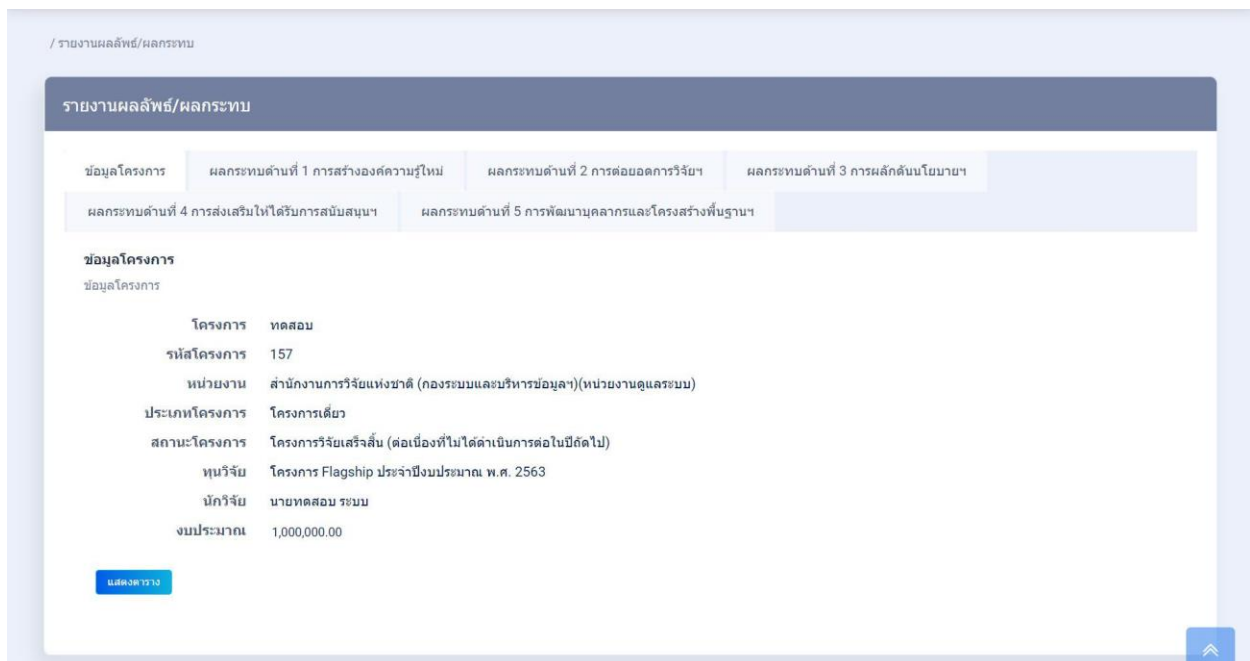 / รายงานผลลัพธ์/ผลกระทบ
รายงานผลลัพธ์/ผลกระทบ
ข้อมูลโครงการ ผลกระทบด้านที่ 1 การสร้างองค์ความรู้ใหม่ ผลกระทบด้านที่ 2 การต่อยอดการวิจัยฯ ผลกระทบด้านที่ 3 การผลักดันนโยบายฯ
ผลกระทบด้านที่ 4 การส่งเสริมให้ได้รับการสนับสนุนฯ ผลกระทบด้านที่ 5 การพัฒนาบุคลากรและโครงสร้างพื้นฐานฯ
ข้อมูลโครงการ
ข้อมูลโครงการ
โครงการ ทดสอบ
รหัสโครงการ 157
หน่วยงาน สำนักงานการวิจัยแห่งชาติ (กองระบบและบริหารข้อมูลฯ)(หน่วยงานดูแลระบบ)
ประเภทโครงการ โครงการเดี่ยว
สถานะโครงการ โครงการวิจัยเสร็จสิ้น (ต่อเนื่องที่ไม่ได้ดำเนินการต่อในปีถัดไป)
ทุนวิจัย โครงการ Flagship ประจำปีงบประมาณ พ.ศ. 2563
นักวิจัย นายทดสอบ ระบบ
งบประมาณ 1,000,000.00
แสดงตาราง